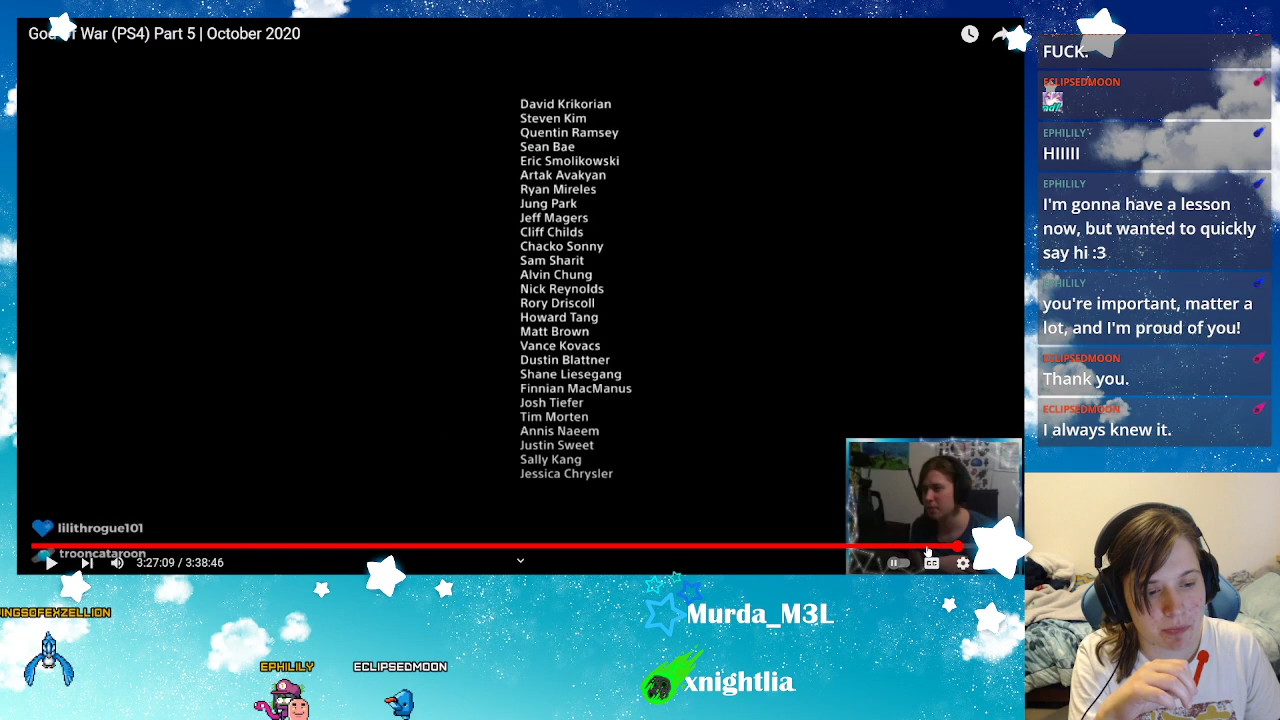 God of War (PS4) Part 5 | October 2020
David Krikorian
Steven Kim
Quentin Ramsey
Sean Bae
Eric Smolikowski
Artak Avakyan
Ryan Mireles
Jung Park
Jeff Magers
Cliff Childs
Chacko Sonny
Sam Sharit
Alvin Chung
Nick Reynolds
Rory Driscoll
Howard Tang
Matt Brown
Vance Kovacs
Dustin Blattner
Shane Liesegang
Finnian MacManus
Josh Tiefer
Tim Morten
Annis Naeem
Justin Sweet
Sally Kang
Jessica Chrysler
lilithrogue101
trooncataroon
3:27:09 / 3:38:46
CC
FUCK.
ECLIPSEDMOON
EPHILILY
HIIIII
EPHILILY
I'm gonna have a lesson
now, but wanted to quickly
say hi :3
EPHILILY
you're important, matter a
lot, and I'm proud of you!
ECLIPSEDMOON
Thank you.
ECLIPSEDMOON
I always knew it.
INGSOFEXZELLION
EPHILILY
ECLIPSEDMOON
Murda_M3L
xnightlia